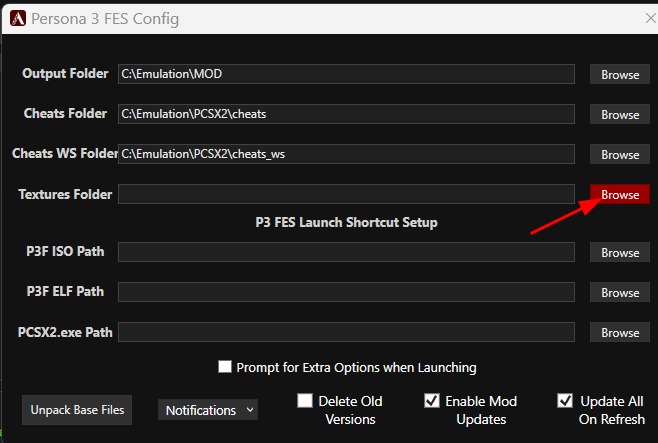 Persona 3 FES Config
Output Folder C:\Emulation\MOD Browse
Cheats Folder C:\Emulation\PCSX2\cheats Browse
Cheats WS Folder C:\Emulation\PCSX2\cheats_ws Browse
Textures Folder Browse
P3 FES Launch Shortcut Setup
P3F ISO Path Browse
P3F ELF Path Browse
PCSX2.exe Path Browse
Prompt for Extra Options when Launching
Unpack Base Files
Notifications
Delete Old
Versions
Enable Mod
Updates
Update All
On Refresh